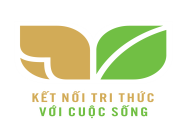 KẾT NỐI TRI THỨC
VỚI CUỘC SỐNG